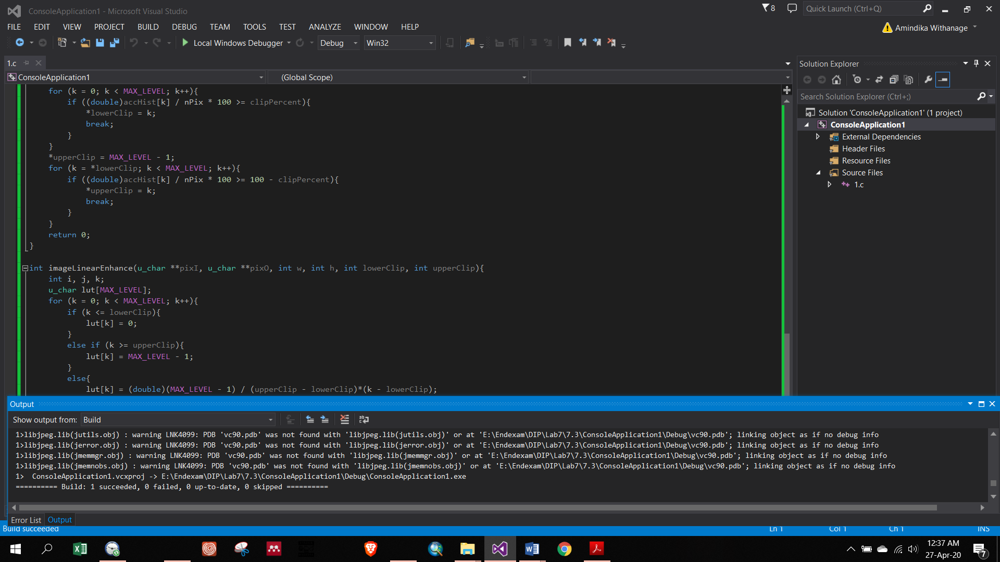 ConsoleApplication1 - Microsoft Visual Studio
8
Quick Launch (Ctrl+Q)
FILE EDIT VIEW PROJECT BUILD DEBUG TEAM TOOLS TEST ANALYZE WINDOW HELP
Amindika Withanage
Local Windows Debugger Debug Win32
1.c
ConsoleApplication1 (Global Scope)
for (k = 0; k < MAX_LEVEL; k++){
if ((double)accHist[k] / nPix * 100 >= clipPercent){
*lowerClip = k;
break;
}
}
*upperClip = MAX_LEVEL - 1;
for (k = *lowerClip; k < MAX_LEVEL; k++){
if ((double)accHist[k] / nPix * 100 >= 100 - clipPercent){
*upperClip = k;
break;
}
}
return 0;
}
int imageLinearEnhance(u_char **pixI, u_char **pixO, int w, int h, int lowerClip, int upperClip){
int i, j, k;
u_char lut[MAX_LEVEL];
for (k = 0; k < MAX_LEVEL; k++){
if (k <= lowerClip){
lut[k] = 0;
}
else if (k >= upperClip){
lut[k] = MAX_LEVEL - 1;
}
else{
lut[k] = (double)(MAX_LEVEL - 1) / (upperClip - lowerClip)*(k - lowerClip);
Solution Explorer
Search Solution Explorer (Ctrl+;)
Solution 'ConsoleApplication1' (1 project)
ConsoleApplication1
External Dependencies
Header Files
Resource Files
Source Files
1.c
Output
Show output from: Build
1>libjpeg.lib(jutils.obj) : warning LNK4099: PDB 'vc90.pdb' was not found with 'libjpeg.lib(jutils.obj)' or at 'E:\Endexam\DIP\Lab7\7.3\ConsoleApplication1\Debug\vc90.pdb'; linking object as if no debug info
1>libjpeg.lib(jerror.obj) : warning LNK4099: PDB 'vc90.pdb' was not found with 'libjpeg.lib(jerror.obj)' or at 'E:\Endexam\DIP\Lab7\7.3\ConsoleApplication1\Debug\vc90.pdb'; linking object as if no debug info
1>libjpeg.lib(jmemmgr.obj) : warning LNK4099: PDB 'vc90.pdb' was not found with 'libjpeg.lib(jmemmgr.obj)' or at 'E:\Endexam\DIP\Lab7\7.3\ConsoleApplication1\Debug\vc90.pdb'; linking object as if no debug info
1>libjpeg.lib(jmemnobs.obj) : warning LNK4099: PDB 'vc90.pdb' was not found with 'libjpeg.lib(jmemnobs.obj)' or at 'E:\Endexam\DIP\Lab7\7.3\ConsoleApplication1\Debug\vc90.pdb'; linking object as if no debug info
1> ConsoleApplication1.vcxproj -> E:\Endexam\DIP\Lab7\7.3\ConsoleApplication1\Debug\ConsoleApplication1.exe
========== Build: 1 succeeded, 0 failed, 0 up-to-date, 0 skipped ==========
Error List Output
Build succeeded Ln 1 Col 1 Ch 1 INS
12:37 AM
27-Apr-20
7